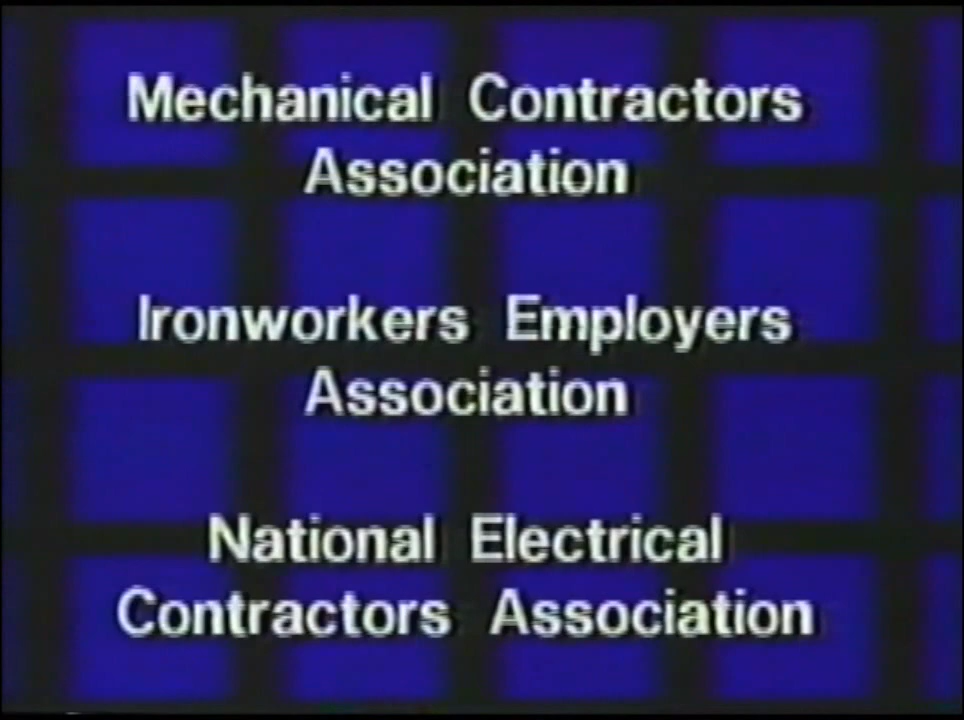 Mechanical Contractors
Association
Ironworkers Employers
Association
National Electrical
Contractors Association